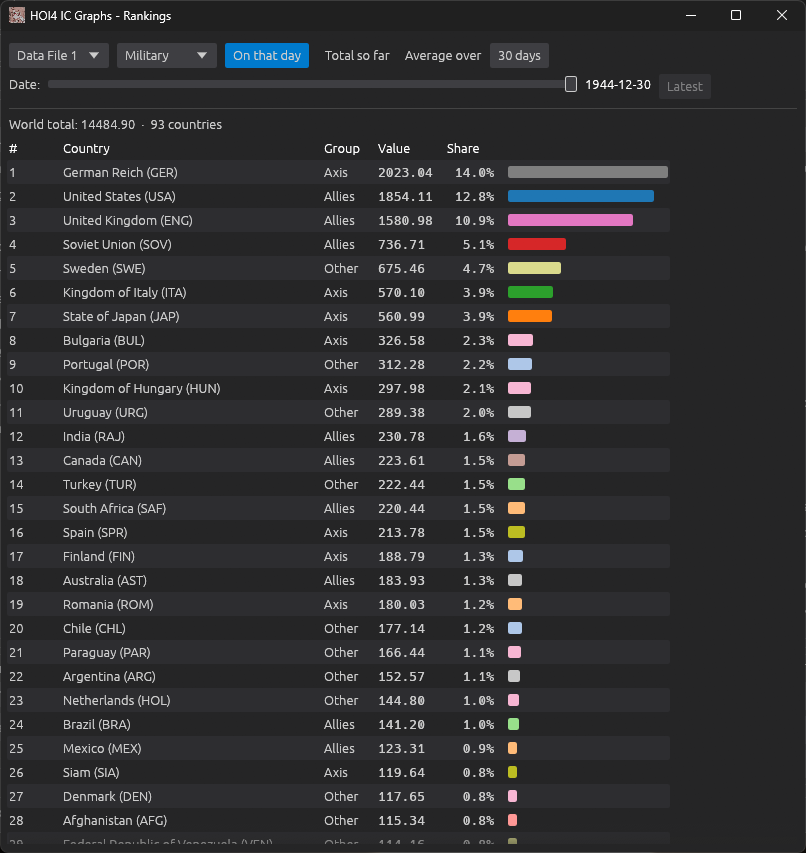 HOI4 IC Graphs - Rankings
Data File 1 Military On that day Total so far Average over 30 days
Date: 1944-12-30 Latest
World total: 14484.90 · 93 countries
# Country Group Value Share
1 German Reich (GER) Axis 2023.04 14.0%
2 United States (USA) Allies 1854.11 12.8%
3 United Kingdom (ENG) Allies 1580.98 10.9%
4 Soviet Union (SOV) Allies 736.71 5.1%
5 Sweden (SWE) Other 675.46 4.7%
6 Kingdom of Italy (ITA) Axis 570.10 3.9%
7 State of Japan (JAP) Axis 560.99 3.9%
8 Bulgaria (BUL) Axis 326.58 2.3%
9 Portugal (POR) Other 312.28 2.2%
10 Kingdom of Hungary (HUN) Axis 297.98 2.1%
11 Uruguay (URG) Other 289.38 2.0%
12 India (RAJ) Allies 230.78 1.6%
13 Canada (CAN) Allies 223.61 1.5%
14 Turkey (TUR) Other 222.44 1.5%
15 South Africa (SAF) Allies 220.44 1.5%
16 Spain (SPR) Axis 213.78 1.5%
17 Finland (FIN) Axis 188.79 1.3%
18 Australia (AST) Allies 183.93 1.3%
19 Romania (ROM) Axis 180.03 1.2%
20 Chile (CHL) Other 177.14 1.2%
21 Paraguay (PAR) Other 166.44 1.1%
22 Argentina (ARG) Other 152.57 1.1%
23 Netherlands (HOL) Other 144.80 1.0%
24 Brazil (BRA) Allies 141.20 1.0%
25 Mexico (MEX) Allies 123.31 0.9%
26 Siam (SIA) Axis 119.64 0.8%
27 Denmark (DEN) Other 117.65 0.8%
28 Afghanistan (AFG) Other 115.34 0.8%
29 Federal Republic of Venezuela (VEN) Other 114.16 0.8%